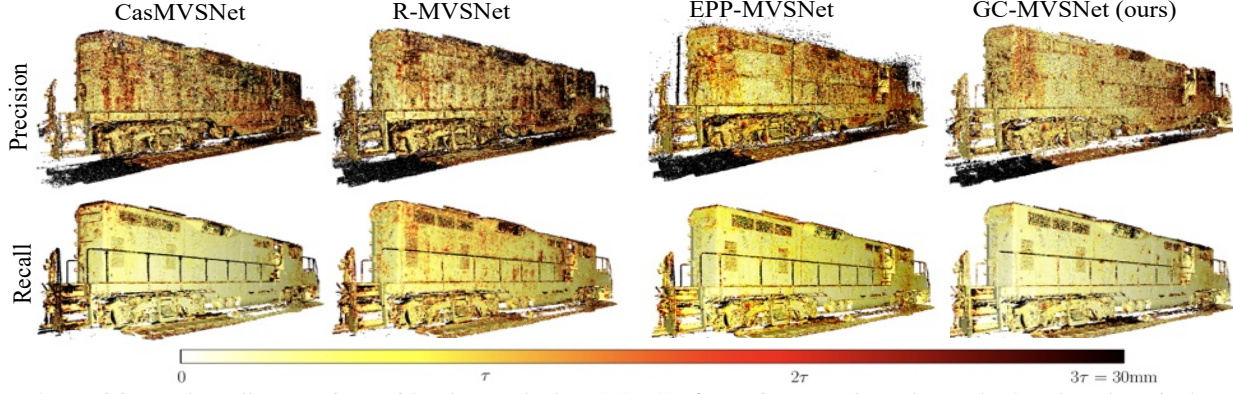 CasMVSNet R-MVSNet EPP-MVSNet GC-MVSNet (ours)
Precision
Recall
0 τ 2τ 3τ = 30mm